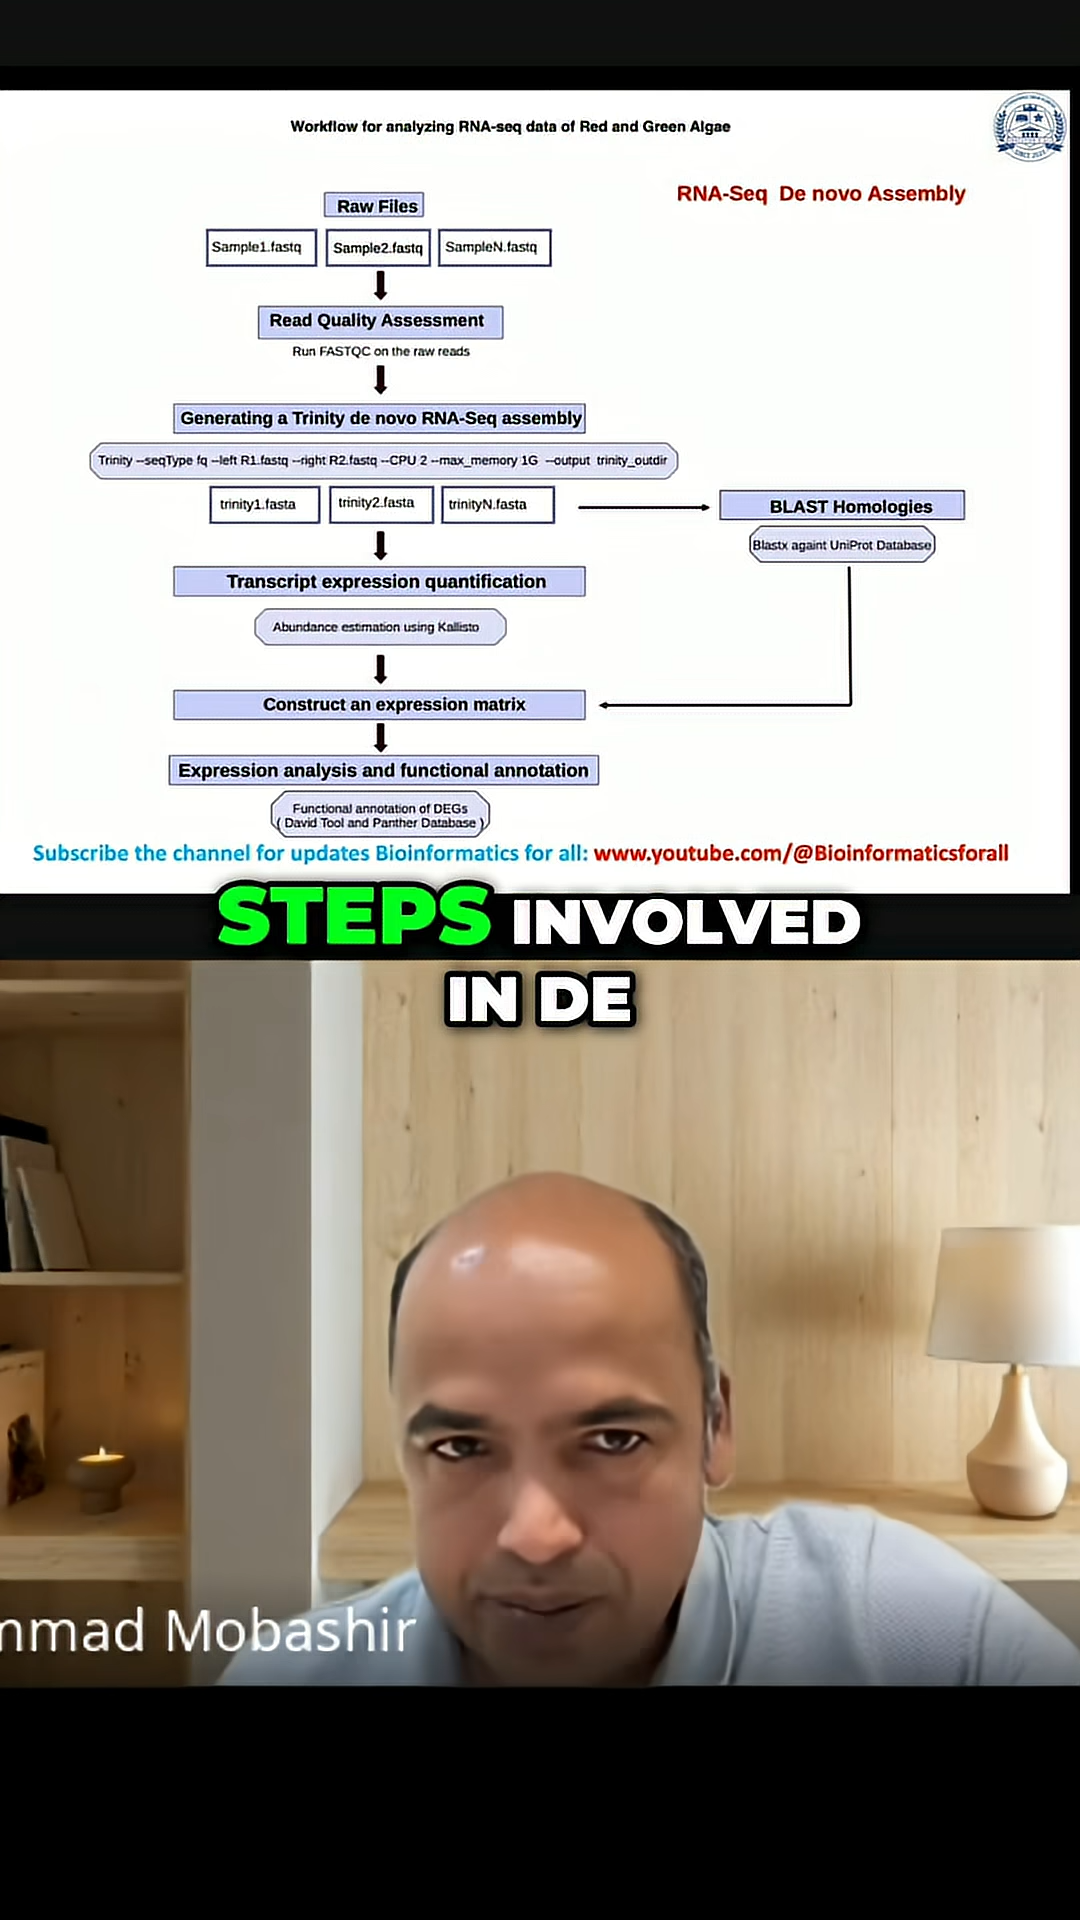 Workflow for analyzing RNA-seq data of Red and Green Algae
RNA-Seq De novo Assembly
Raw Files
Sample1.fastq Sample2.fastq SampleN.fastq
Read Quality Assessment
Run FASTQC on the raw reads
Generating a Trinity de novo RNA-Seq assembly
Trinity --seqType fq --left R1.fastq --right R2.fastq --CPU 2 --max_memory 1G --output trinity_outdir
trinity1.fasta trinity2.fasta trinityN.fasta
BLAST Homologies
Blastx againt UniProt Database
Transcript expression quantification
Abundance estimation using Kallisto
Construct an expression matrix
Expression analysis and functional annotation
Functional annotation of DEGs
( David Tool and Panther Database )
Subscribe the channel for updates Bioinformatics for all: www.youtube.com/@Bioinformaticsforall
STEPS INVOLVED
IN DE
mmad Mobashir